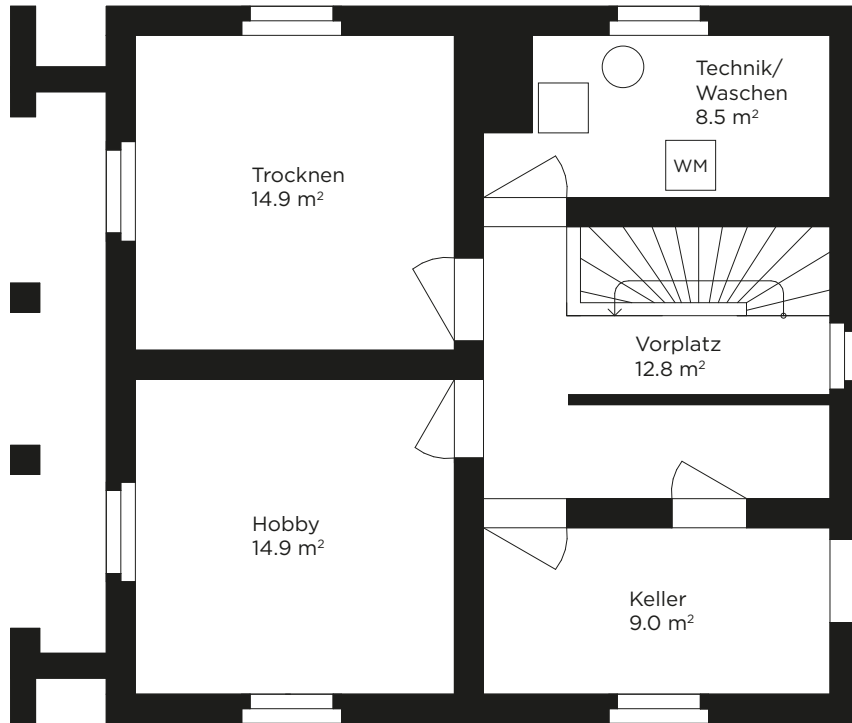 Technik/
Waschen
8.5 m²
WM
Trocknen
14.9 m²
Vorplatz
12.8 m²
Hobby
14.9 m²
Keller
9.0 m²